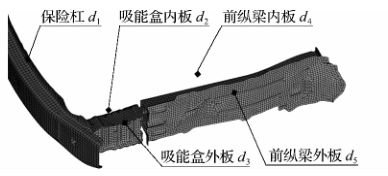 保险杠 d₁
吸能盒内板 d₂
前纵梁内板 d₄
吸能盒外板 d₃
前纵梁外板 d₅